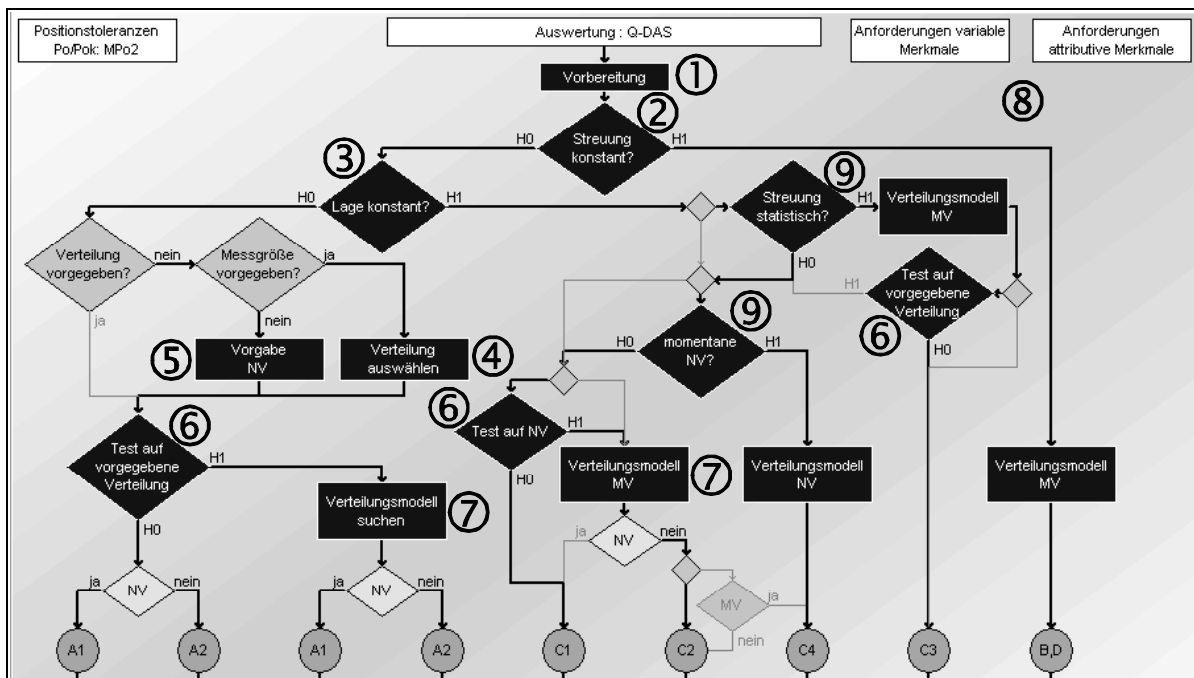 Positionstoleranzen
Po/Pok: MPo2
Auswertung : Q-DAS
Anforderungen variable
Merkmale
Anforderungen
attributive Merkmale
Vorbereitung
①
②
⑧
H0
Streuung
konstant?
H1
③
⑨
H0
Lage konstant?
H1
Streuung
statistisch?
H1
Verteilungsmodell
MV
Verteilung
vorgegeben?
nein
Messgröße
vorgegeben?
ja
H0
H1
Test auf
vorgegebene
Verteilung
⑥
H0
ja
nein
⑤
Vorgabe
NV
Verteilung
auswählen
④
⑨
H0
momentane
NV?
H1
⑥
Test auf
vorgegebene
Verteilung
H1
H0
⑥
Test auf NV
H1
H0
Verteilungsmodell
suchen
⑦
Verteilungsmodell
MV
⑦
Verteilungsmodell
NV
Verteilungsmodell
MV
ja
NV
nein
ja
NV
nein
ja
NV
nein
MV
ja
nein
A1
A2
A1
A2
C1
C2
C4
C3
B,D